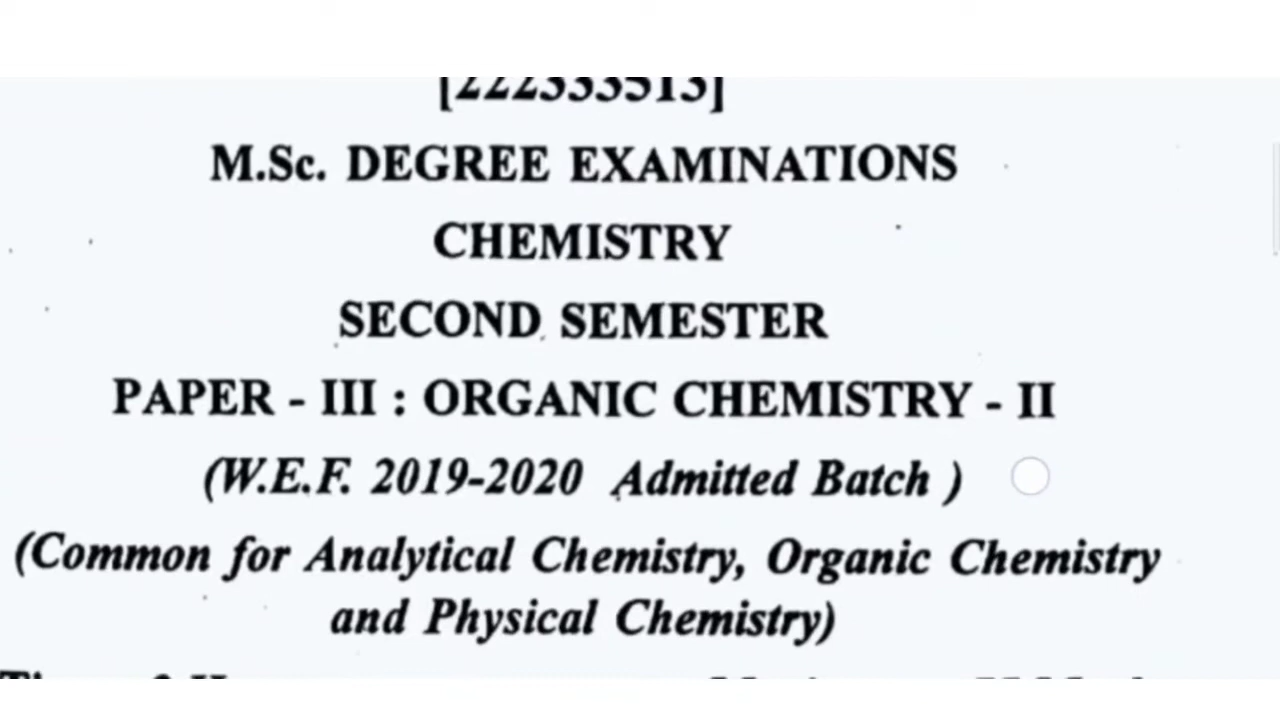 [222333513]
M.Sc. DEGREE EXAMINATIONS
CHEMISTRY
SECOND SEMESTER
PAPER - III : ORGANIC CHEMISTRY - II
(W.E.F. 2019-2020 Admitted Batch )
(Common for Analytical Chemistry, Organic Chemistry
and Physical Chemistry)